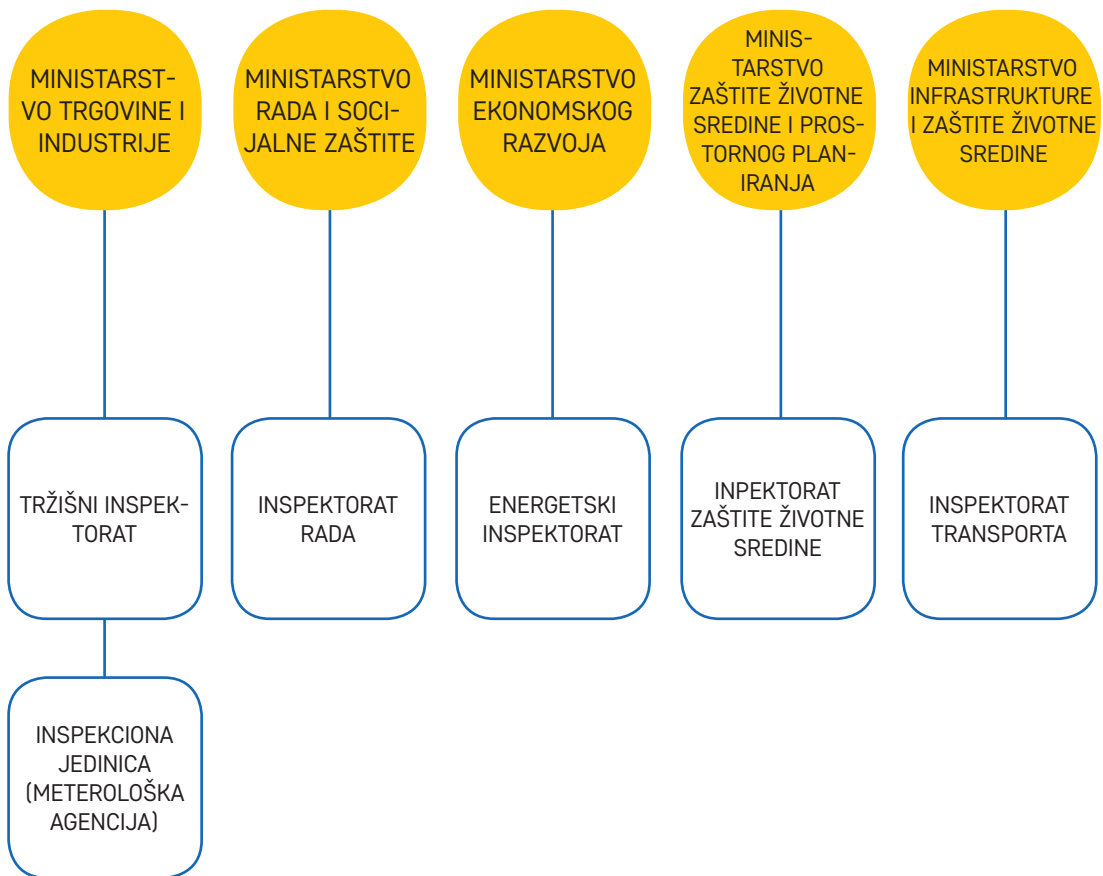 MINISTARST-
VO TRGOVINE I
INDUSTRIJE
MINISTARSTVO
RADA I SOCI-
JALNE ZAŠTITE
MINISTARSTVO
EKONOMSKOG
RAZVOJA
MINIS-
TARSTVO
ZAŠTITE ŽIVOTNE
SREDINE I PROS-
TORNOG PLAN-
IRANJA
MINISTARSTVO
INFRASTRUKTURE
I ZAŠTITE ŽIVOTNE
SREDINE
TRŽIŠNI INSPEK-
TORAT
INSPEKTORAT
RADA
ENERGETSKI
INSPEKTORAT
INPEKTORAT
ZAŠTITE ŽIVOTNE
SREDINE
INSPEKTORAT
TRANSPORTA
INSPEKCIONA
JEDINICA
(METEROLOŠKA
AGENCIJA)